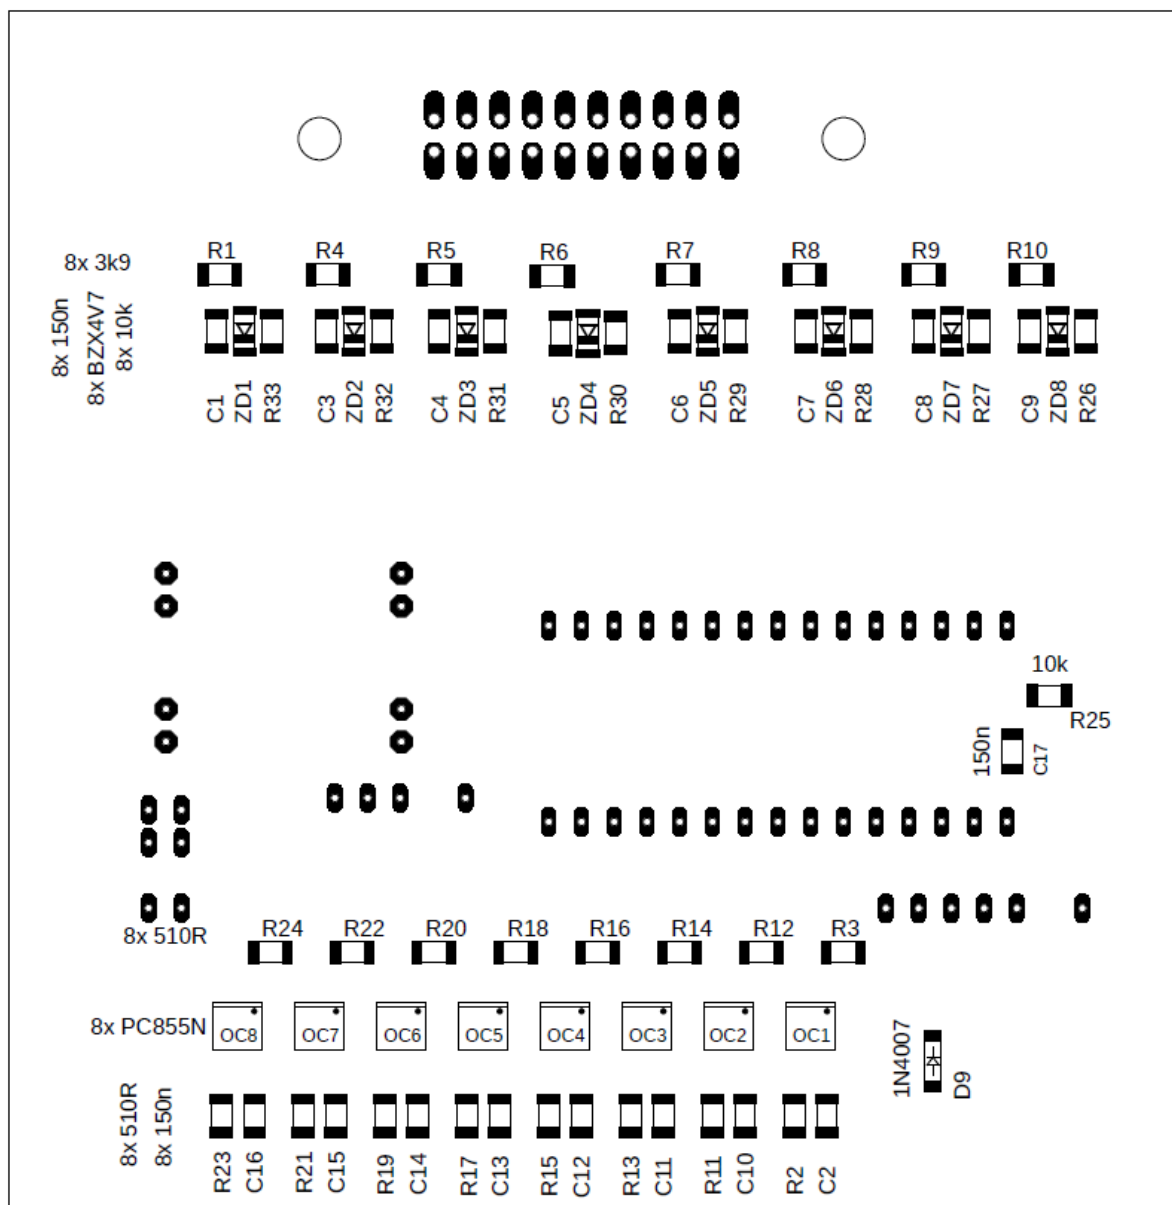 R1 R4 R5 R6 R7 R8 R9 R10
8x 3k9
8x 150n
8x BZX4V7
8x 10k
C1 ZD1 R33 C3 ZD2 R32 C4 ZD3 R31 C5 ZD4 R30 C6 ZD5 R29 C7 ZD6 R28 C8 ZD7 R27 C9 ZD8 R26
10k
R25
150n
C17
R24 R22 R20 R18 R16 R14 R12 R3
8x 510R
8x PC855N
OC8 OC7 OC6 OC5 OC4 OC3 OC2 OC1
1N4007
D9
8x 510R
8x 150n
R23 C16 R21 C15 R19 C14 R17 C13 R15 C12 R13 C11 R11 C10 R2 C2